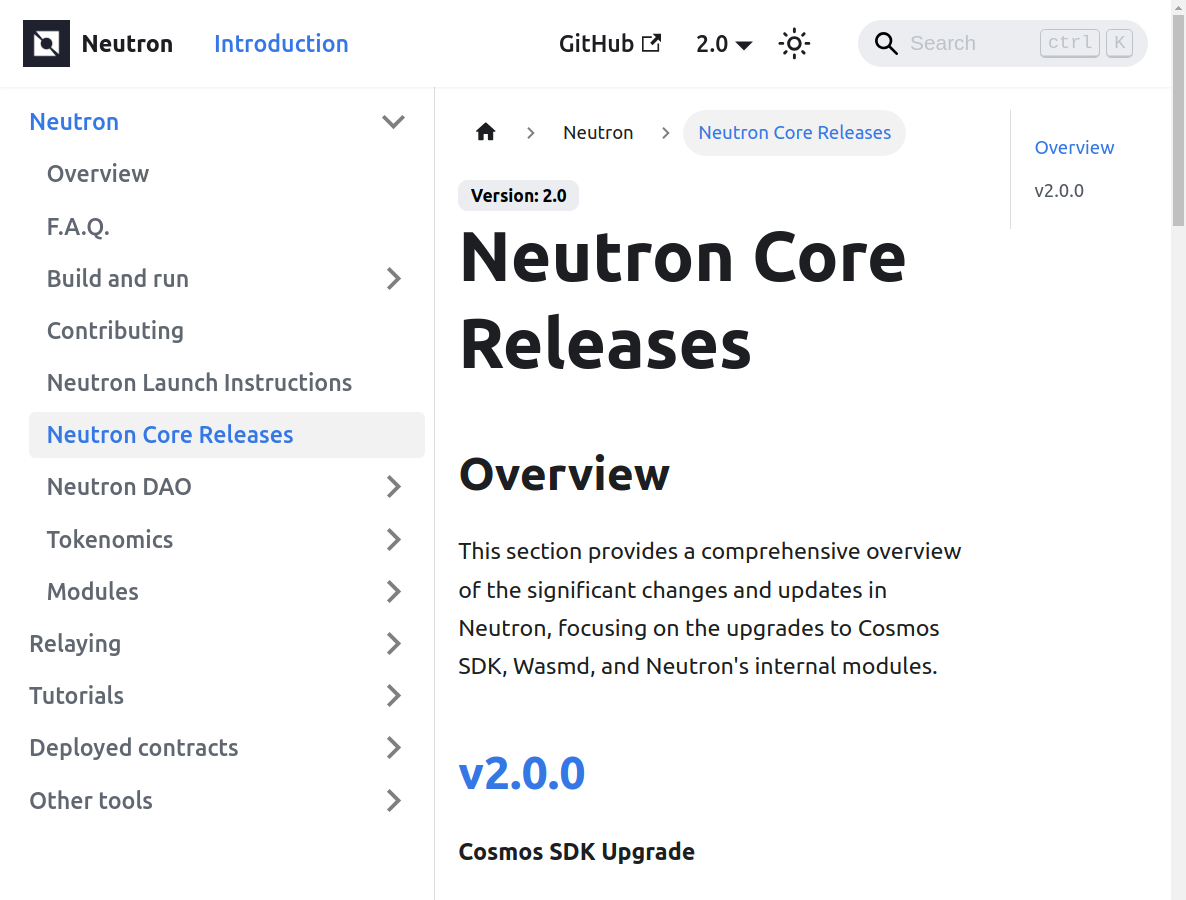 Neutron
Introduction
GitHub
2.0
Search
ctrl
K
Neutron
Overview
F.A.Q.
Build and run
Contributing
Neutron Launch Instructions
Neutron Core Releases
Neutron DAO
Tokenomics
Modules
Relaying
Tutorials
Deployed contracts
Other tools
Neutron
Neutron Core Releases
Version: 2.0
Neutron Core
Releases
Overview
This section provides a comprehensive overview
of the significant changes and updates in
Neutron, focusing on the upgrades to Cosmos
SDK, Wasmd, and Neutron's internal modules.
v2.0.0
Cosmos SDK Upgrade
Overview
v2.0.0